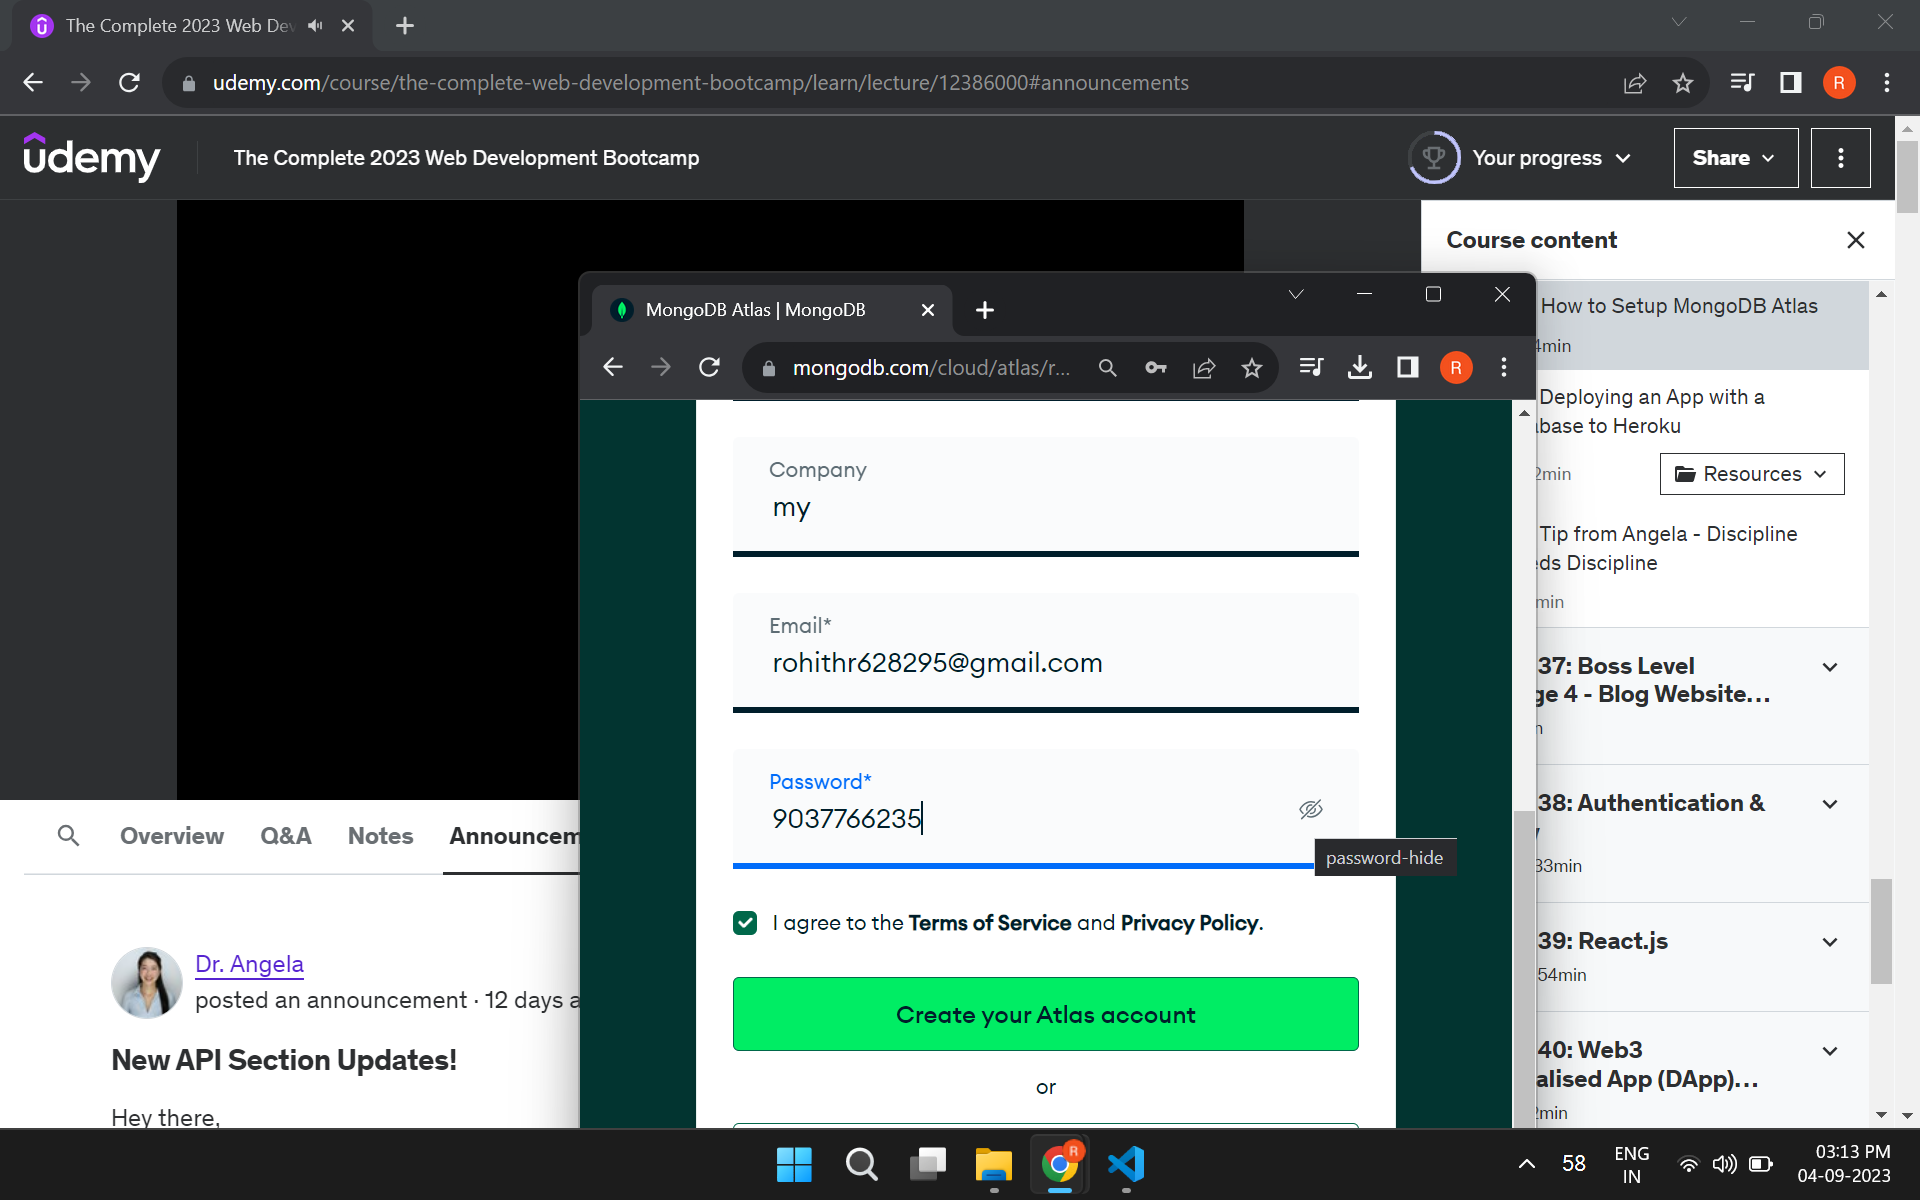 The Complete 2023 Web Dev
udemy.com/course/the-complete-web-development-bootcamp/learn/lecture/12386000#announcements
R
udemy
The Complete 2023 Web Development Bootcamp
Your progress
Share
Course content
How to Setup MongoDB Atlas
4min
Deploying an App with a
base to Heroku
2min
Resources
Tip from Angela - Discipline
eds Discipline
min
37: Boss Level
ge 4 - Blog Website...
38: Authentication &
33min
39: React.js
54min
40: Web3
alised App (DApp)...
2min
MongoDB Atlas | MongoDB
mongodb.com/cloud/atlas/r...
R
Company
my
Email*
rohithr628295@gmail.com
Password*
9037766235
password-hide
I agree to the Terms of Service and Privacy Policy.
Create your Atlas account
or
Overview
Q&A
Notes
Announcem
Dr. Angela
posted an announcement · 12 days a
New API Section Updates!
Hey there,
R
58
ENG
IN
03:13 PM
04-09-2023